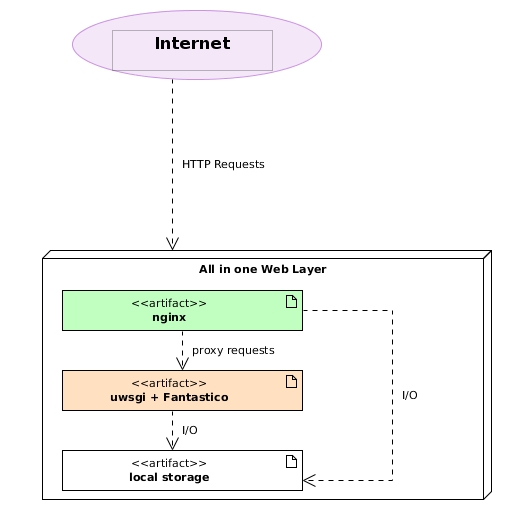 Internet
HTTP Requests
All in one Web Layer
<<artifact>>
nginx
proxy requests
<<artifact>>
uwsgi + Fantastico
I/O
I/O
<<artifact>>
local storage